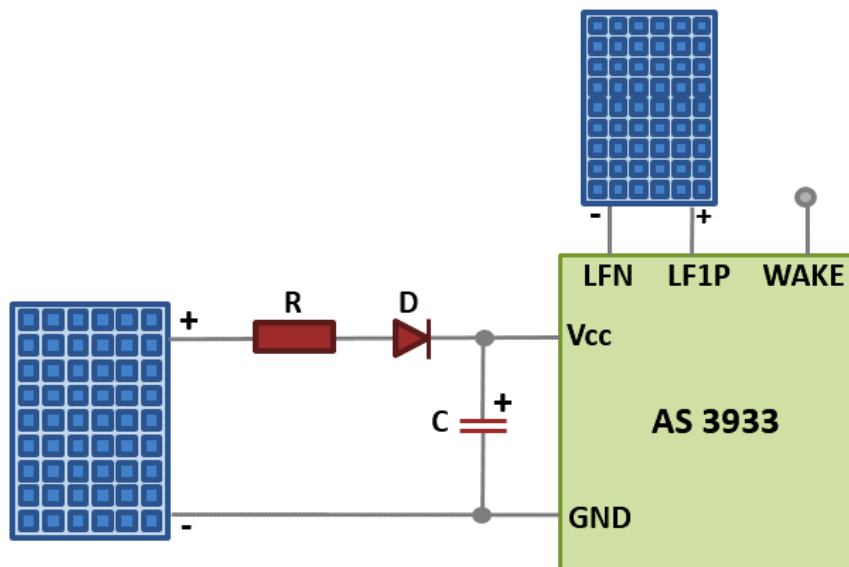 - +
LFN LF1P WAKE
+ R D
Vcc
C +
AS 3933
- GND